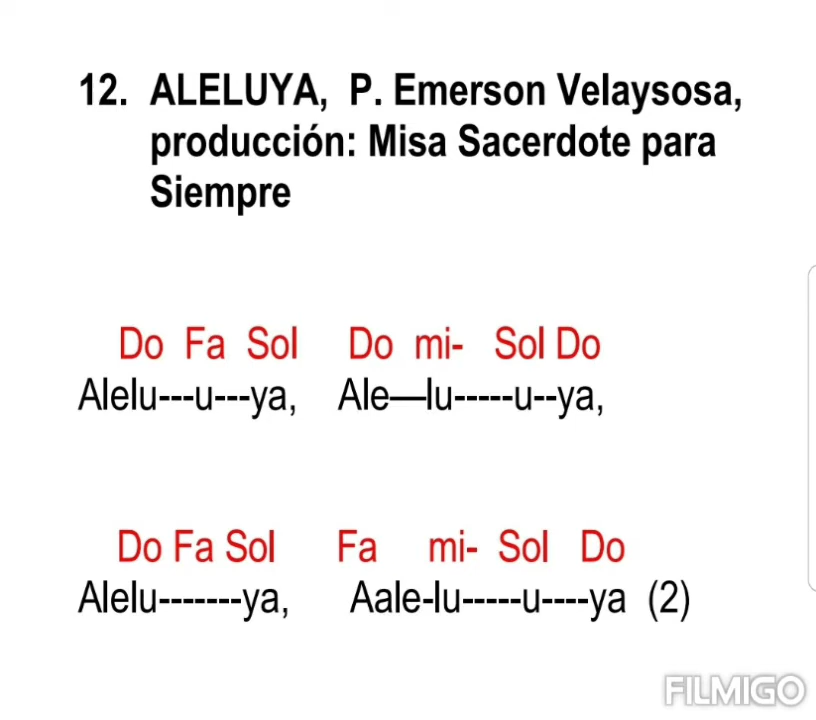 12. ALELUYA, P. Emerson Velaysosa,
producción: Misa Sacerdote para
Siempre
Do Fa Sol Do mi- Sol Do
Alelu---u---ya, Ale—lu-----u--ya,
Do Fa Sol Fa mi- Sol Do
Alelu-------ya, Aale-lu-----u----ya (2)
FILMIGO